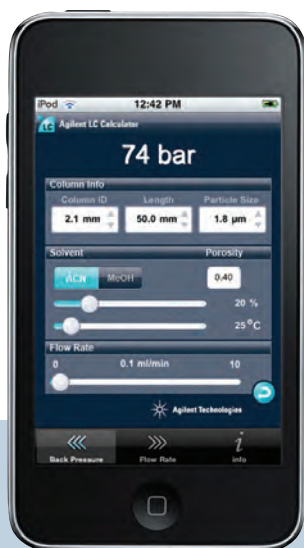 iPod 12:42 PM
LC Agilent LC Calculator
74 bar
Column Info
Column ID Length Particle Size
2.1 mm 50.0 mm 1.8 µm
Solvent Porosity
ACN MeOH 0.40
20 %
25°C
Flow Rate
0 0.1 ml/min 10
Agilent Technologies
Back Pressure Flow Rate info